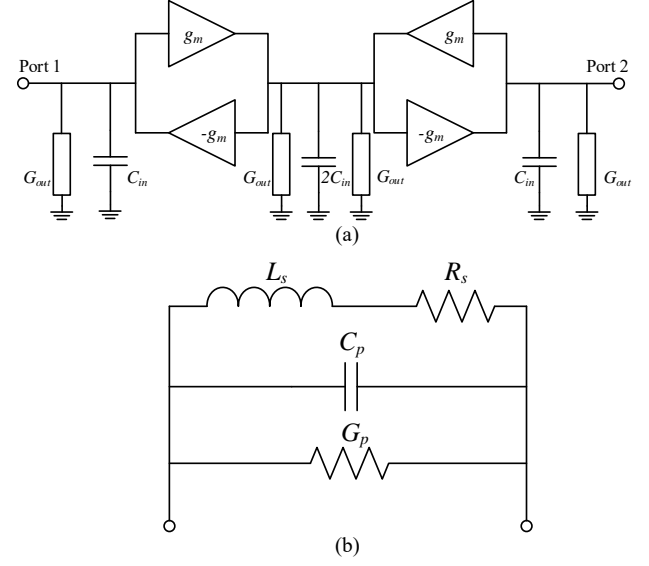 g_m g_m
Port 1 Port 2
-g_m -g_m
G_out C_in G_out 2C_in G_out C_in G_out
(a)
L_s R_s
C_p
G_p
(b)